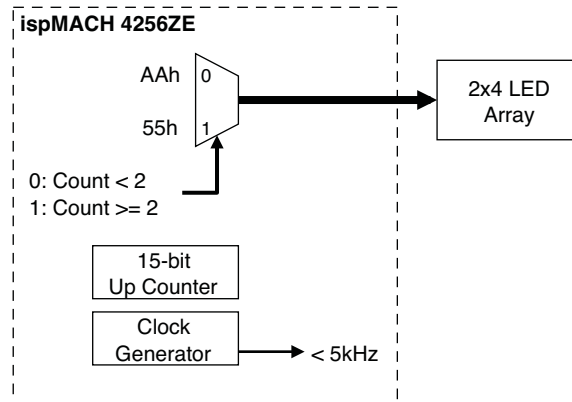 ispMACH 4256ZE
AAh
0
55h
1
2x4 LED
Array
0: Count < 2
1: Count >= 2
15-bit
Up Counter
Clock
Generator
< 5kHz